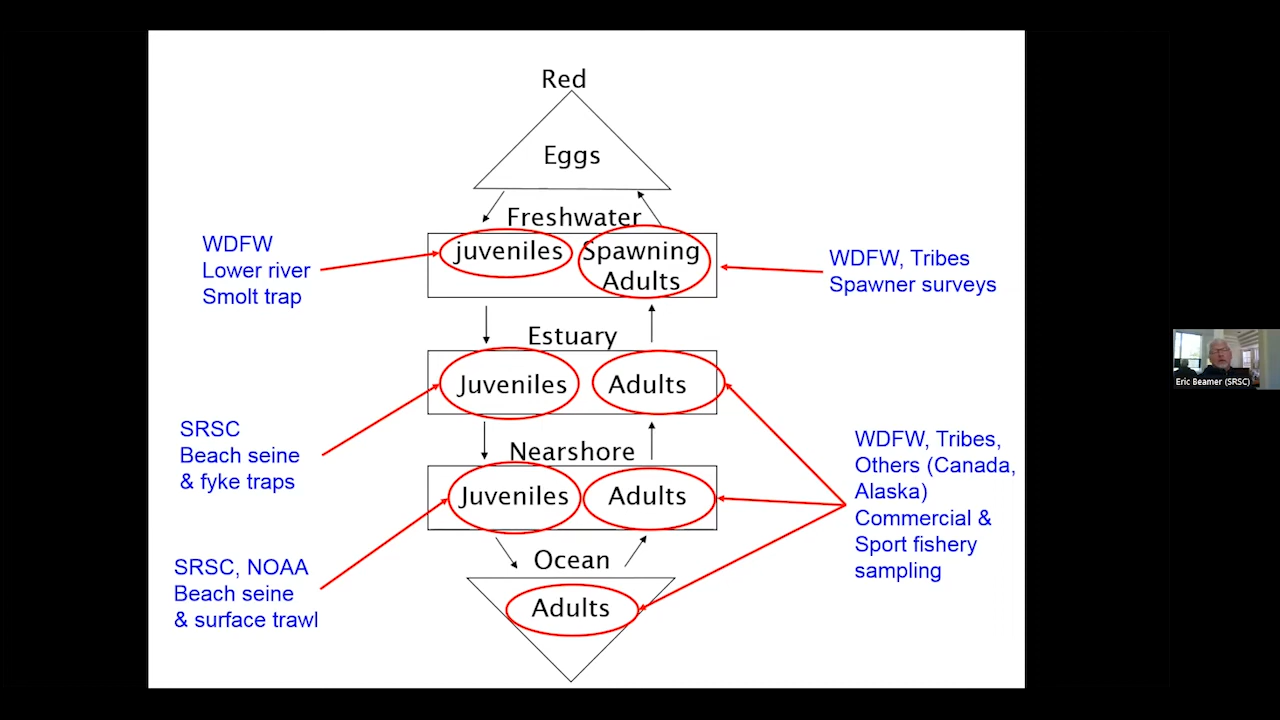 Red
Eggs
Freshwater
juveniles
Spawning
Adults
WDFW
Lower river
Smolt trap
WDFW, Tribes
Spawner surveys
Estuary
Juveniles
Adults
SRSC
Beach seine
& fyke traps
Nearshore
Juveniles
Adults
WDFW, Tribes,
Others (Canada,
Alaska)
Commercial &
Sport fishery
sampling
SRSC, NOAA
Beach seine
& surface trawl
Ocean
Adults
Eric Beamer (SRSC)